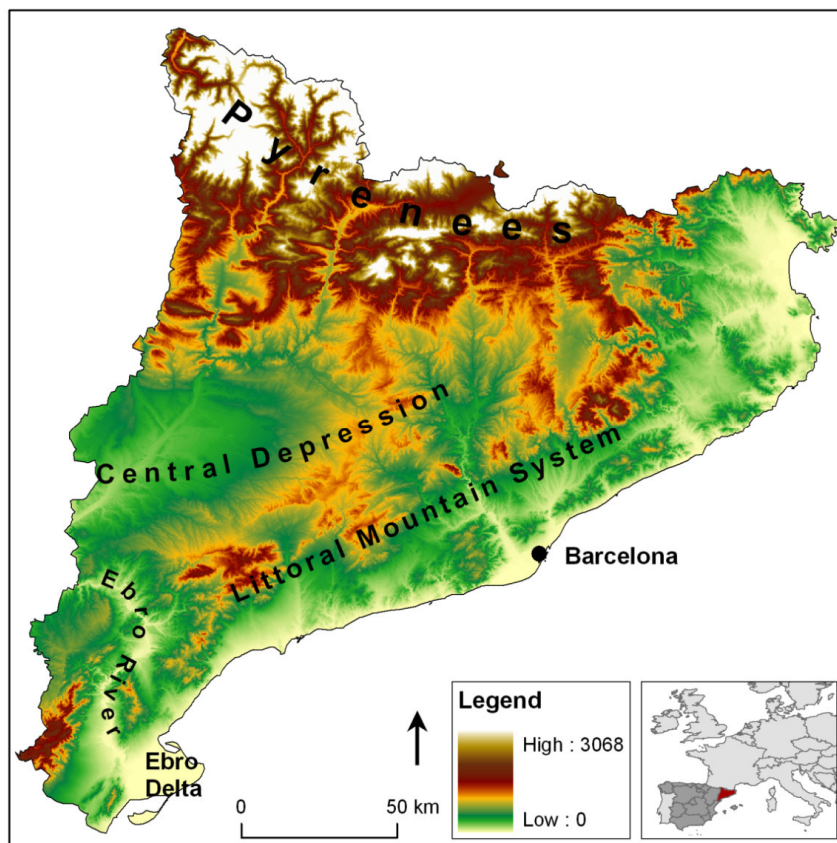 Pyrenees
Central Depression
Littoral Mountain System
Barcelona
Ebro River
Ebro
Delta
0
50 km
Legend
High : 3068
Low : 0